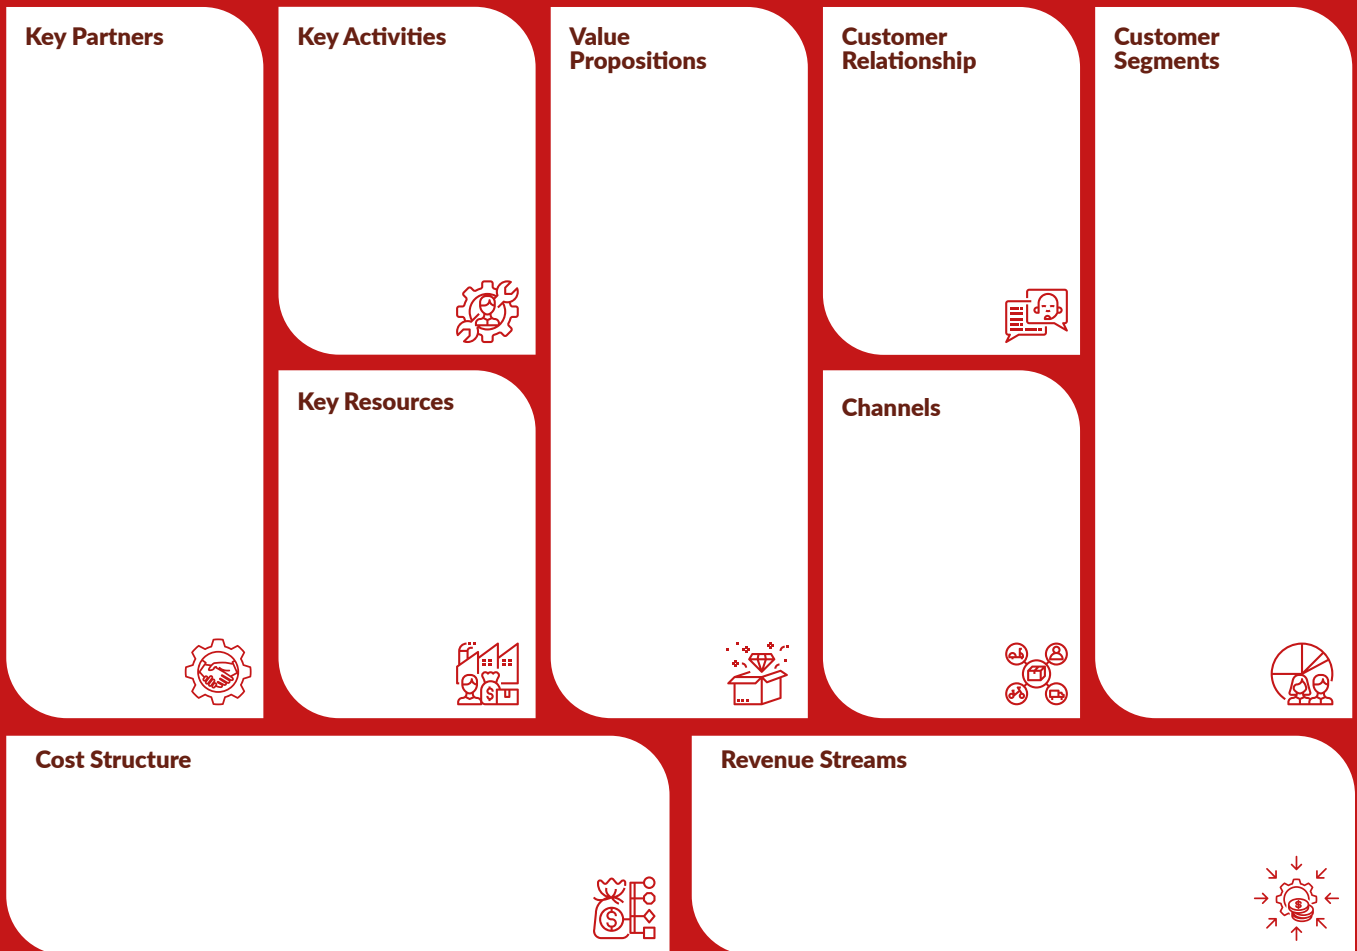 Key Partners
Key Activities
Value
Propositions
Customer
Relationship
Customer
Segments
Key Resources
Channels
Cost Structure
Revenue Streams